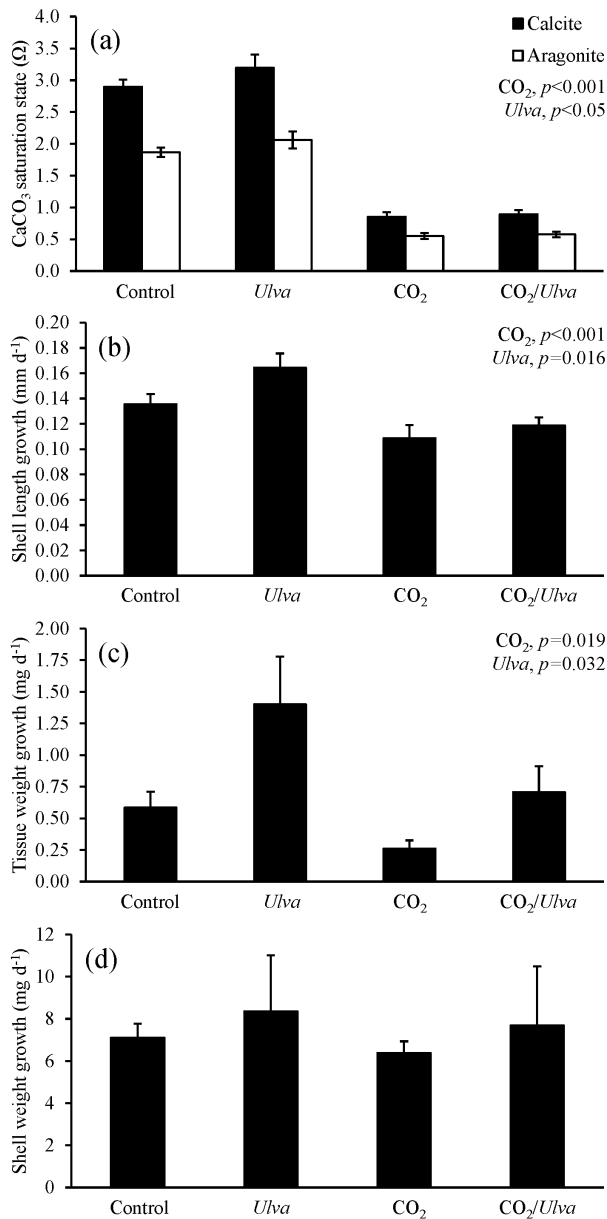 (a)
Calcite
Aragonite
CO₂, p<0.001
Ulva, p<0.05
CaCO₃ saturation state (Ω)
4.0
3.5
3.0
2.5
2.0
1.5
1.0
0.5
0.0
Control Ulva CO₂ CO₂/Ulva
(b)
CO₂, p<0.001
Ulva, p=0.016
Shell length growth (mm d⁻¹)
0.20
0.18
0.16
0.14
0.12
0.10
0.08
0.06
0.04
0.02
0.00
Control Ulva CO₂ CO₂/Ulva
(c)
CO₂, p=0.019
Ulva, p=0.032
Tissue weight growth (mg d⁻¹)
2.00
1.75
1.50
1.25
1.00
0.75
0.50
0.25
0.00
Control Ulva CO₂ CO₂/Ulva
(d)
Shell weight growth (mg d⁻¹)
12
10
8
6
4
2
0
Control Ulva CO₂ CO₂/Ulva